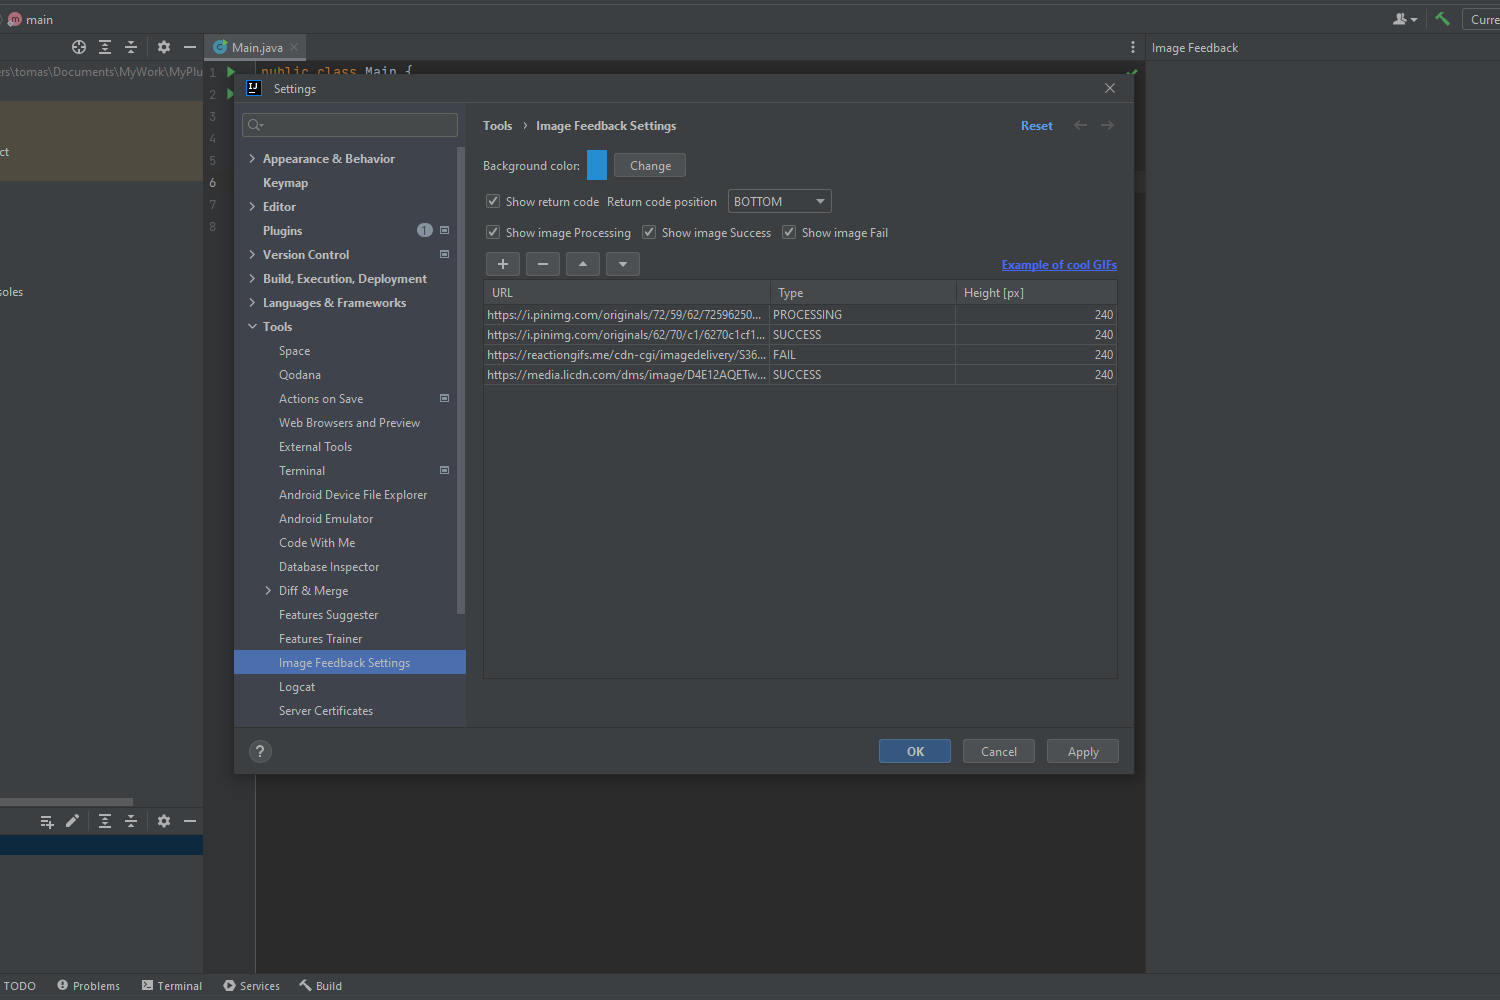 main
Curre
Main.java
Image Feedback
ers\tomas\Documents\MyWork\MyPlu
1
public class Main {
2
3
4
ct
5
6
7
8
soles
Settings
Tools › Image Feedback Settings
Reset
Appearance & Behavior
Keymap
Editor
Plugins 1
Version Control
Build, Execution, Deployment
Languages & Frameworks
Tools
Space
Qodana
Actions on Save
Web Browsers and Preview
External Tools
Terminal
Android Device File Explorer
Android Emulator
Code With Me
Database Inspector
Diff & Merge
Features Suggester
Features Trainer
Image Feedback Settings
Logcat
Server Certificates
Background color: Change
Show return code Return code position BOTTOM
Show image Processing Show image Success Show image Fail
Example of cool GIFs
URL Type Height [px]
https://i.pinimg.com/originals/72/59/62/72596250... PROCESSING 240
https://i.pinimg.com/originals/62/70/c1/6270c1cf1... SUCCESS 240
https://reactiongifs.me/cdn-cgi/imagedelivery/S36... FAIL 240
https://media.licdn.com/dms/image/D4E12AQETw... SUCCESS 240
? OK Cancel Apply
TODO Problems Terminal Services Build